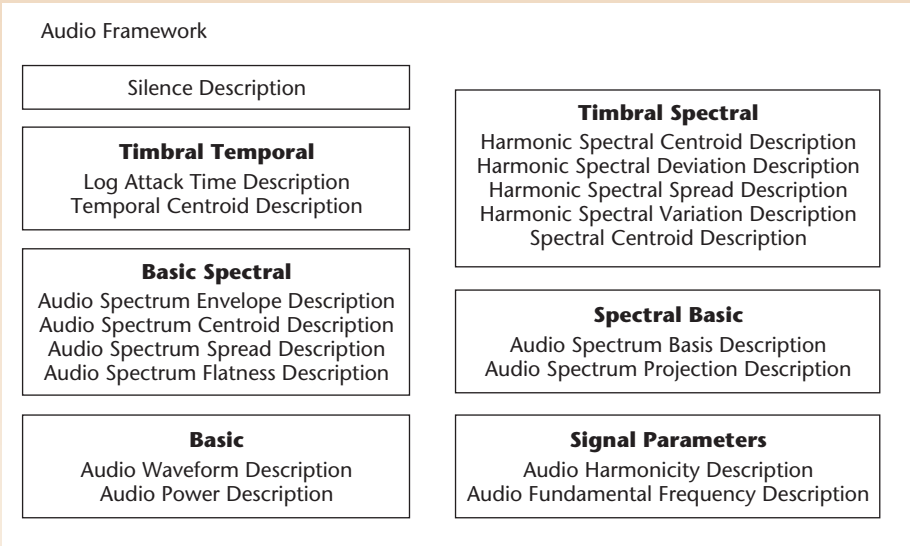 Audio Framework
Silence Description
Timbral Temporal
Log Attack Time Description
Temporal Centroid Description
Basic Spectral
Audio Spectrum Envelope Description
Audio Spectrum Centroid Description
Audio Spectrum Spread Description
Audio Spectrum Flatness Description
Basic
Audio Waveform Description
Audio Power Description
Timbral Spectral
Harmonic Spectral Centroid Description
Harmonic Spectral Deviation Description
Harmonic Spectral Spread Description
Harmonic Spectral Variation Description
Spectral Centroid Description
Spectral Basic
Audio Spectrum Basis Description
Audio Spectrum Projection Description
Signal Parameters
Audio Harmonicity Description
Audio Fundamental Frequency Description